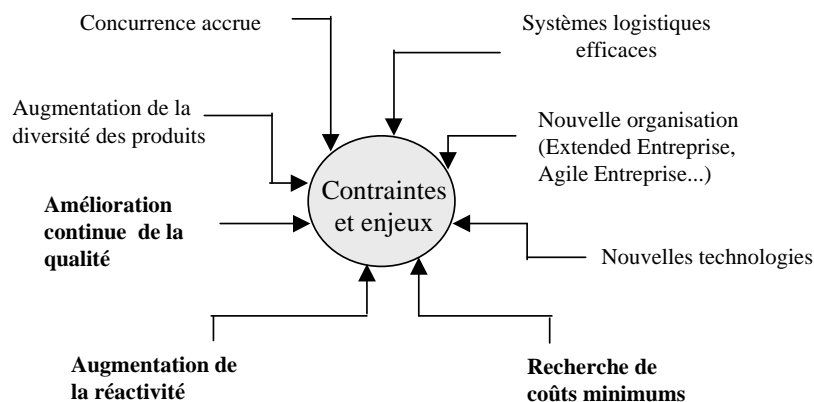 Concurrence accrue
Systèmes logistiques
efficaces
Augmentation de la
diversité des produits
Nouvelle organisation
(Extended Entreprise,
Agile Entreprise...)
Contraintes
et enjeux
Amélioration
continue de la
qualité
Nouvelles technologies
Augmentation de
la réactivité
Recherche de
coûts minimums